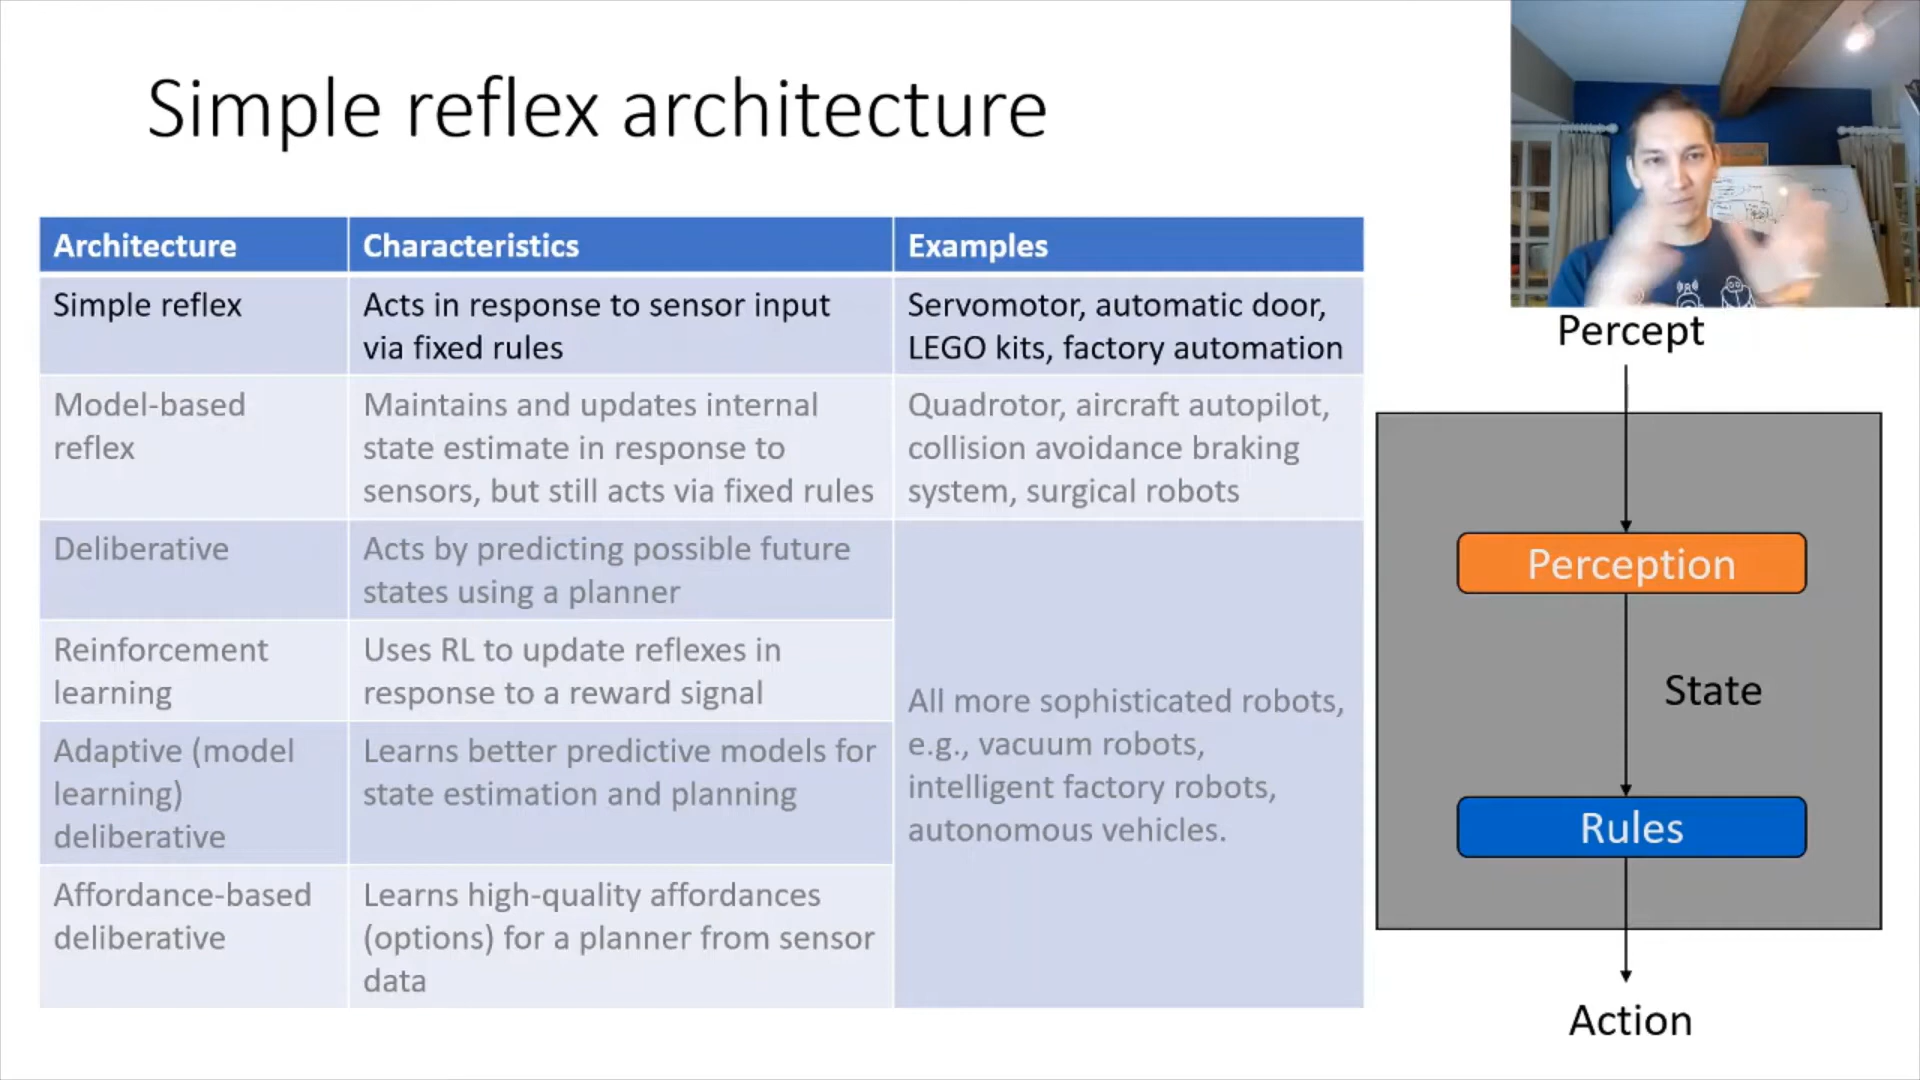 Simple reflex architecture
Architecture
Characteristics
Examples
Simple reflex
Acts in response to sensor input
via fixed rules
Servomotor, automatic door,
LEGO kits, factory automation
Model-based
reflex
Maintains and updates internal
state estimate in response to
sensors, but still acts via fixed rules
Quadrotor, aircraft autopilot,
collision avoidance braking
system, surgical robots
Deliberative
Acts by predicting possible future
states using a planner
Reinforcement
learning
Uses RL to update reflexes in
response to a reward signal
Adaptive (model
learning)
deliberative
Learns better predictive models for
state estimation and planning
Affordance-based
deliberative
Learns high-quality affordances
(options) for a planner from sensor
data
All more sophisticated robots,
e.g., vacuum robots,
intelligent factory robots,
autonomous vehicles.
Percept
Perception
State
Rules
Action